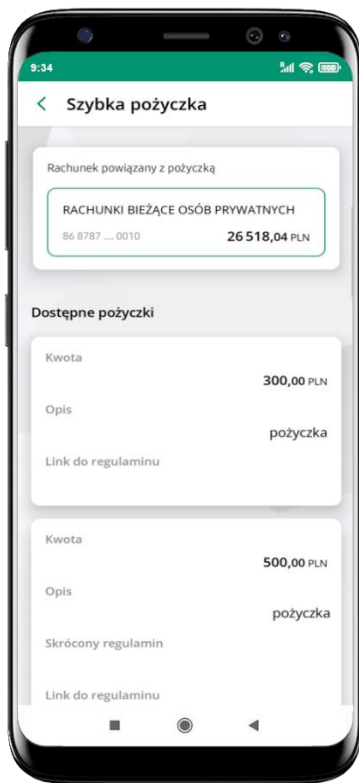 9:34
Szybka pożyczka
Rachunek powiązany z pożyczką
RACHUNKI BIEŻĄCE OSÓB PRYWATNYCH
86 8787 .... 0010 26 518,04 PLN
Dostępne pożyczki
Kwota
300,00 PLN
Opis
pożyczka
Link do regulaminu
Kwota
500,00 PLN
Opis
pożyczka
Skrócony regulamin
Link do regulaminu